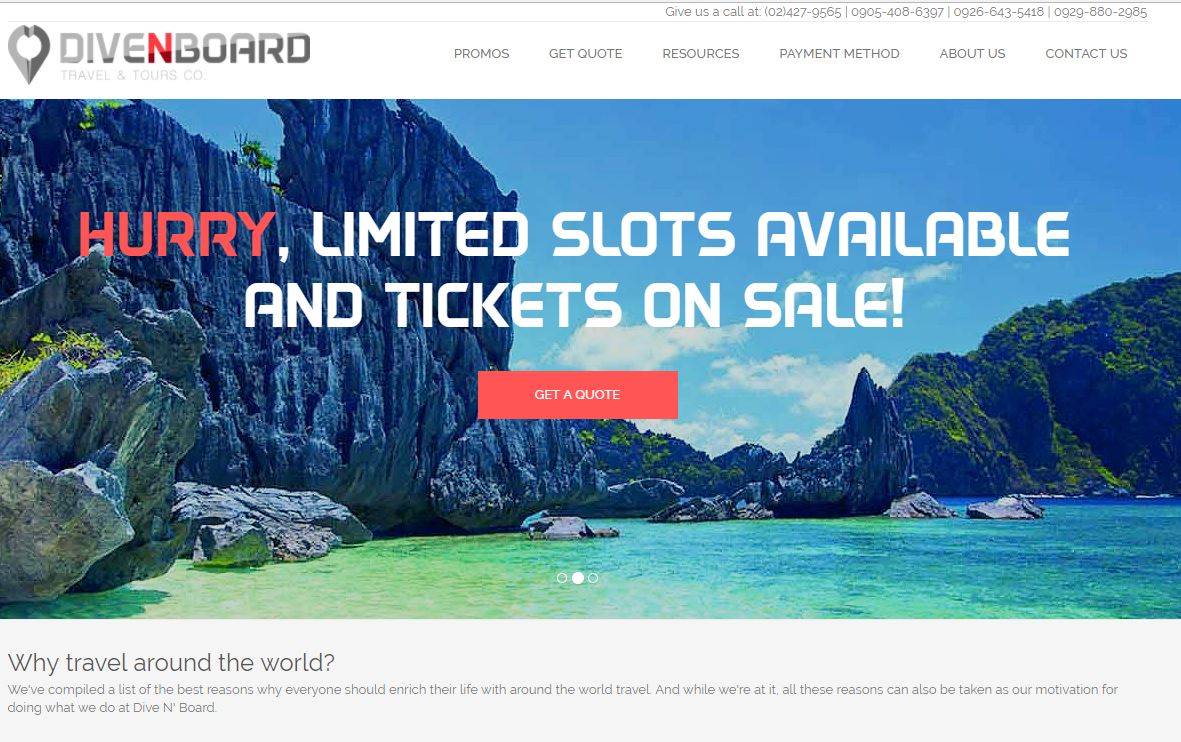 Give us a call at: (02)427-9565 | 0905-408-6397 | 0926-643-5418 | 0929-880-2985
DIVENBOARD
TRAVEL & TOURS CO.
PROMOS GET QUOTE RESOURCES PAYMENT METHOD ABOUT US CONTACT US
HURRY, LIMITED SLOTS AVAILABLE
AND TICKETS ON SALE!
GET A QUOTE
Why travel around the world?
We've compiled a list of the best reasons why everyone should enrich their life with around the world travel. And while we're at it, all these reasons can also be taken as our motivation for
doing what we do at Dive N' Board.